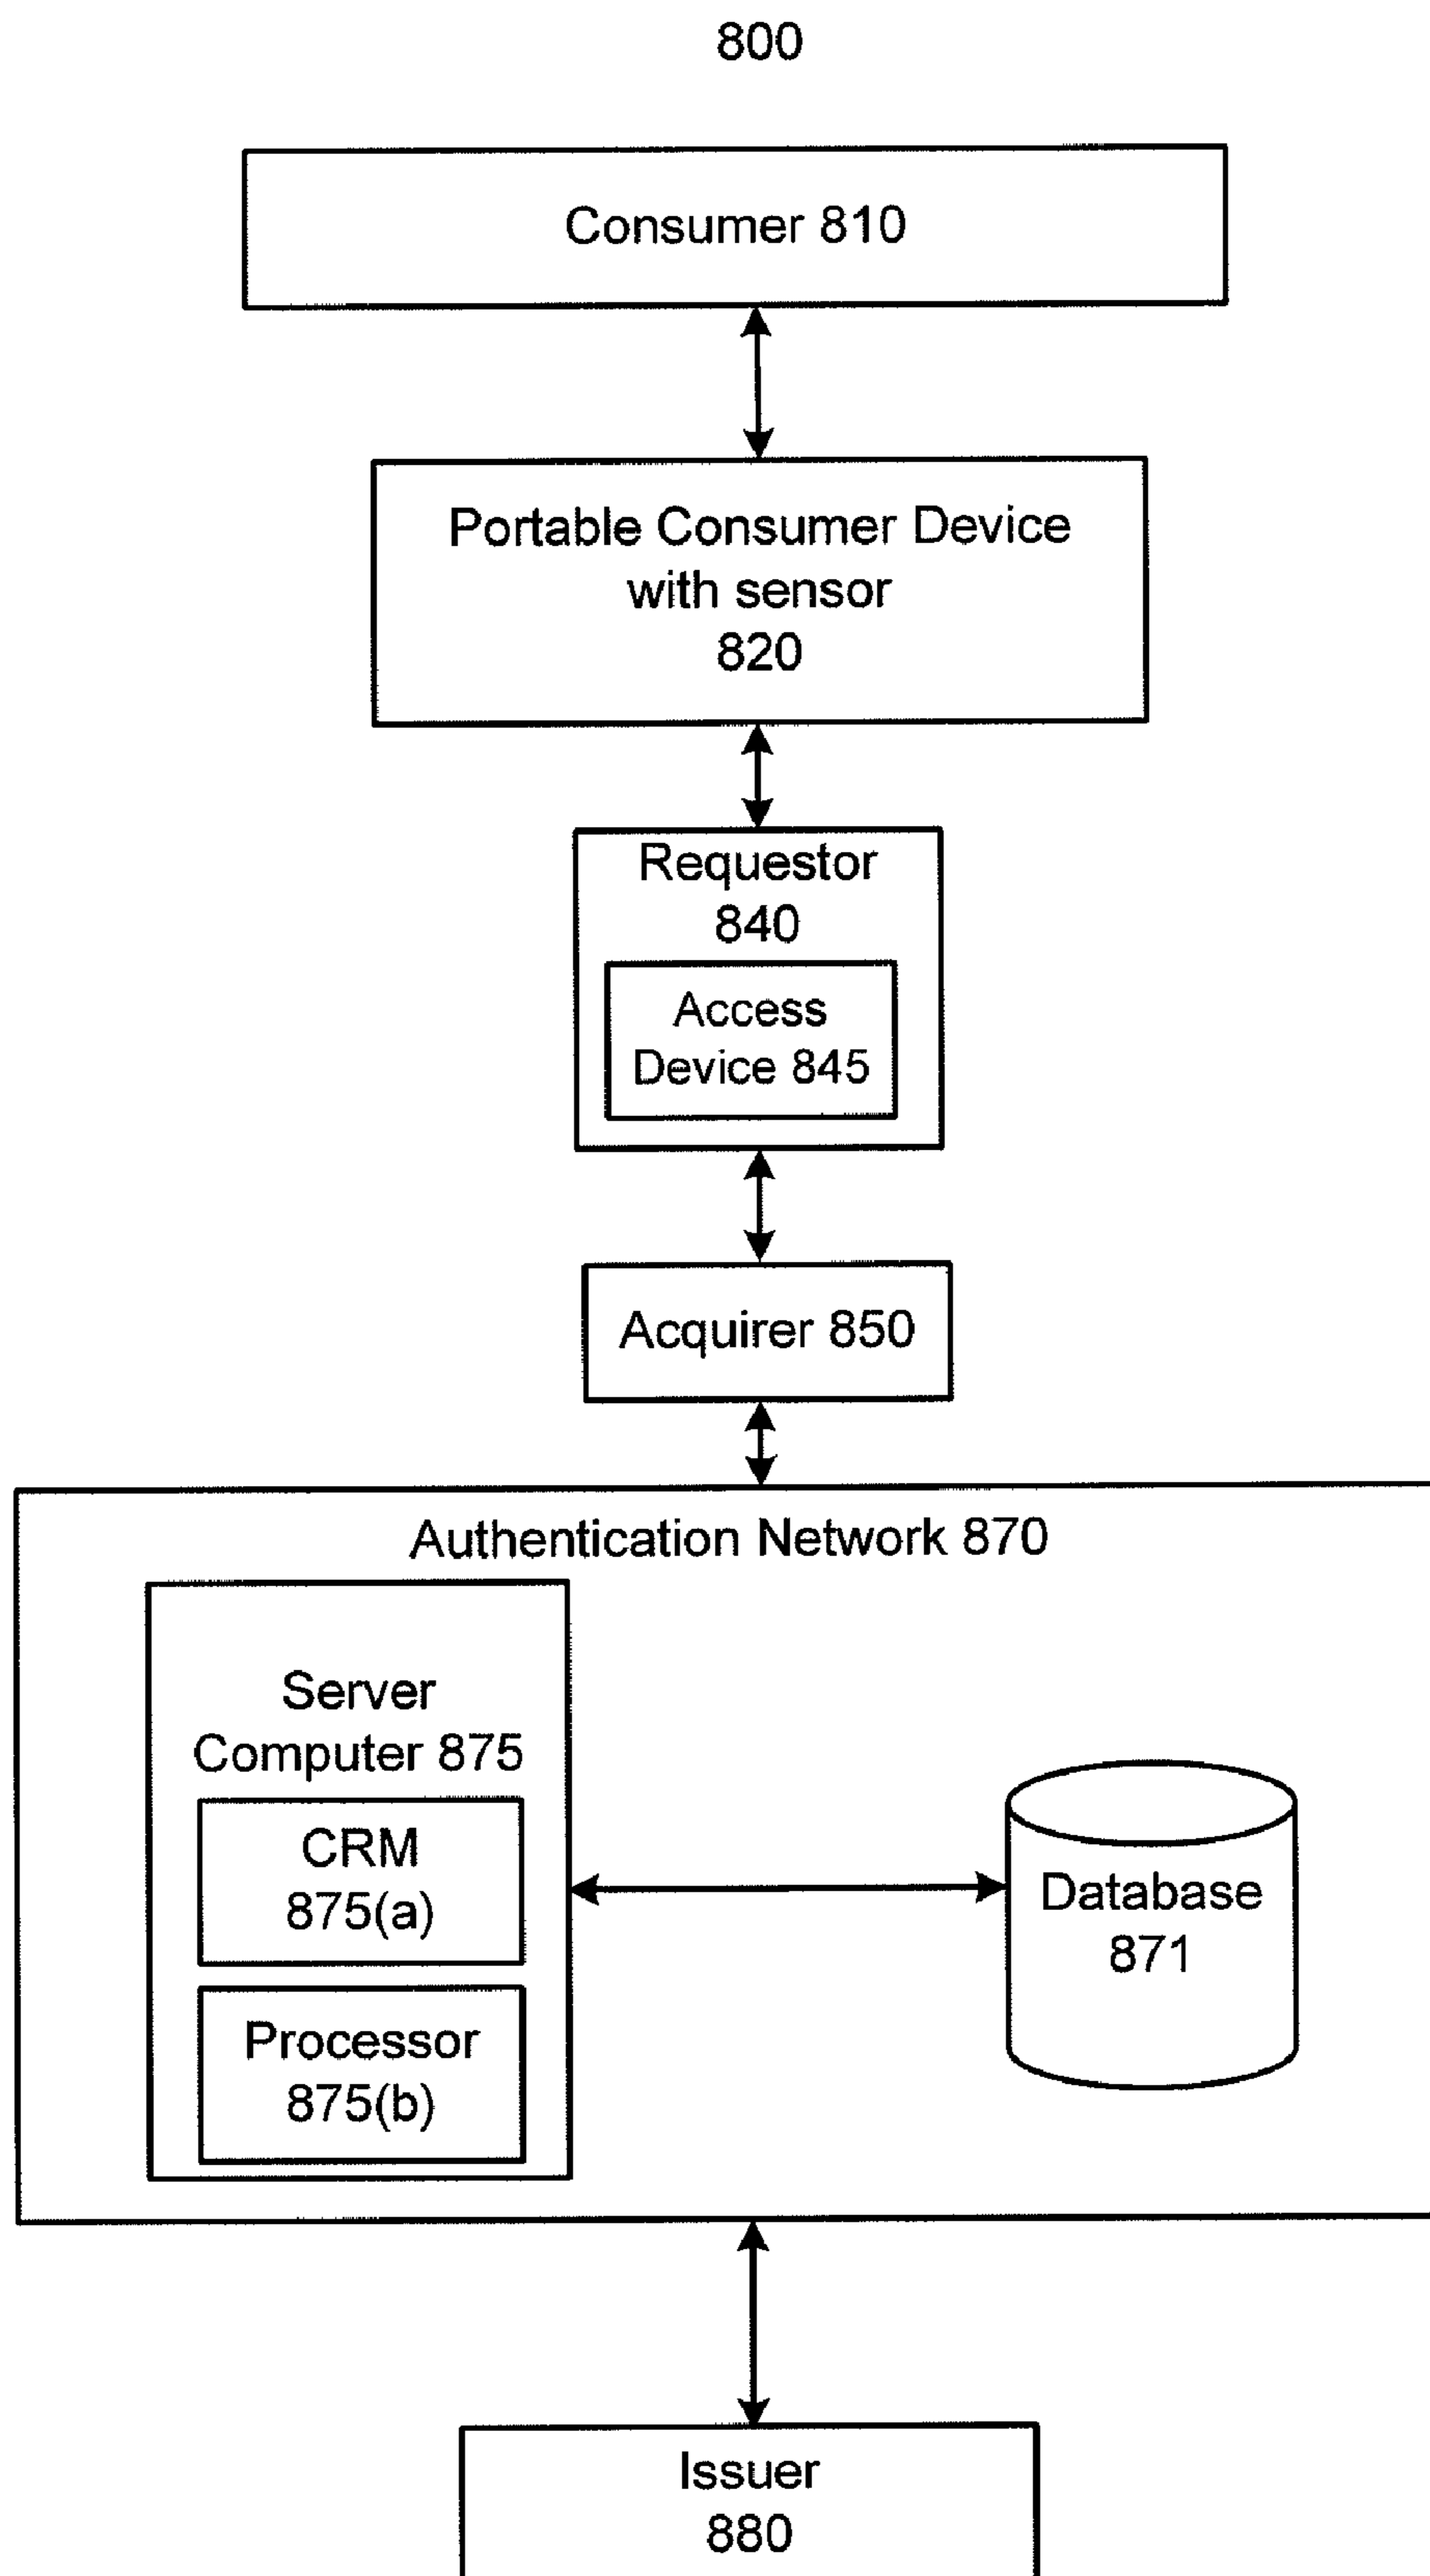 800
Consumer 810
Portable Consumer Device
with sensor
820
Requestor
840
Access
Device 845
Acquirer 850
Authentication Network 870
Server
Computer 875
CRM
875(a)
Processor
875(b)
Database
871
Issuer
880